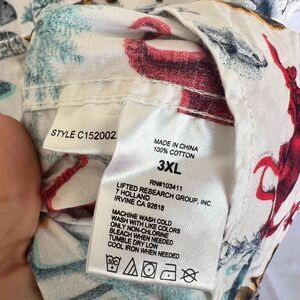 STYLE C152002
MADE IN CHINA
100% COTTON
3XL
RN#103411
LIFTED RESEARCH GROUP, INC.
7 HOLLAND
IRVINE CA 92618
MACHINE WASH COLD
WASH WITH LIKE COLORS
ONLY NON-CHLORINE
BLEACH WHEN NEEDED
TUMBLE DRY LOW
COOL IRON WHEN NEEDED